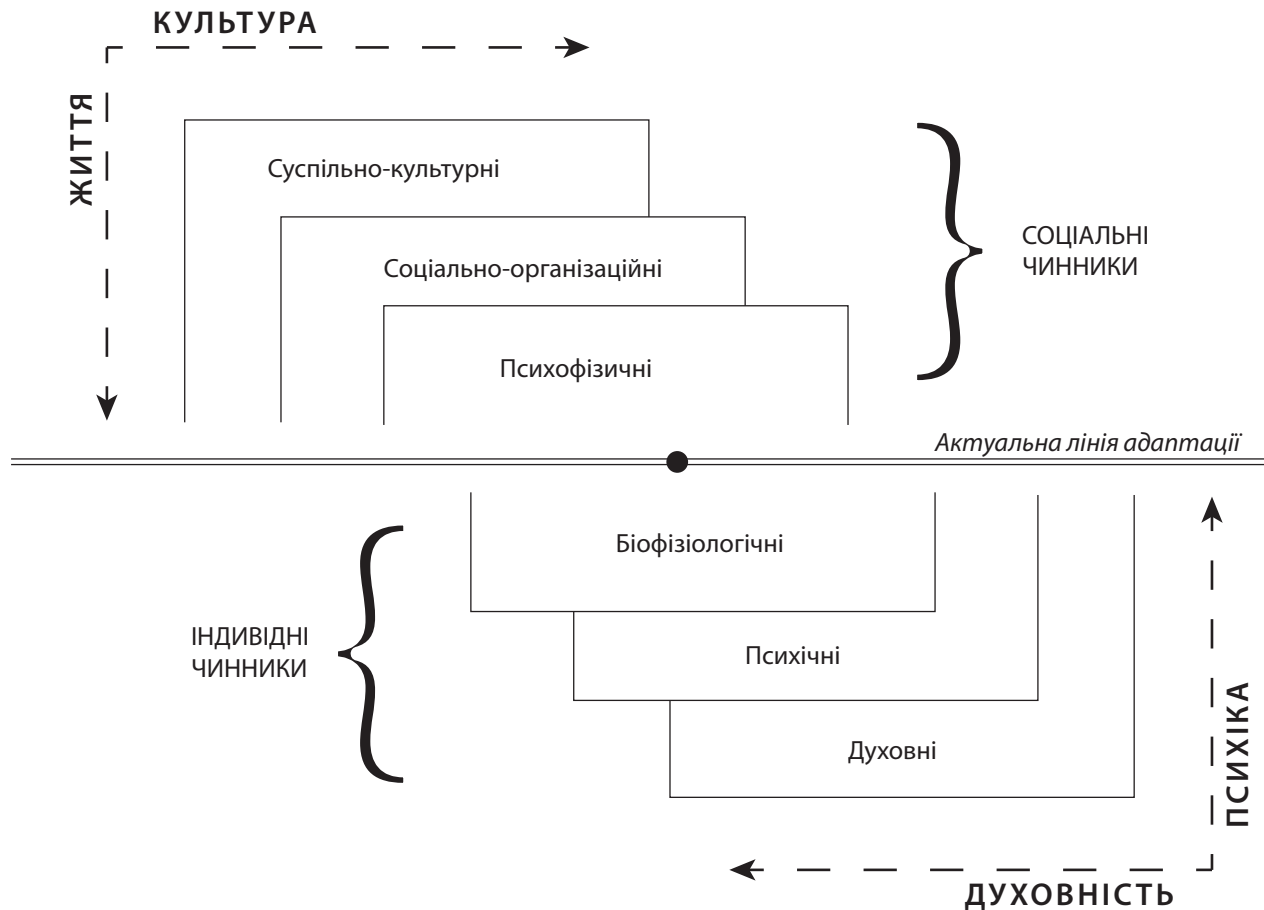 КУЛЬТУРА
ЖИТТЯ
Суспільно-культурні
Соціально-організаційні
Психофізичні
СОЦІАЛЬНІ
ЧИННИКИ
Актуальна лінія адаптації
Біофізіологічні
Психічні
Духовні
ІНДИВІДНІ
ЧИННИКИ
ПСИХІКА
ДУХОВНІСТЬ